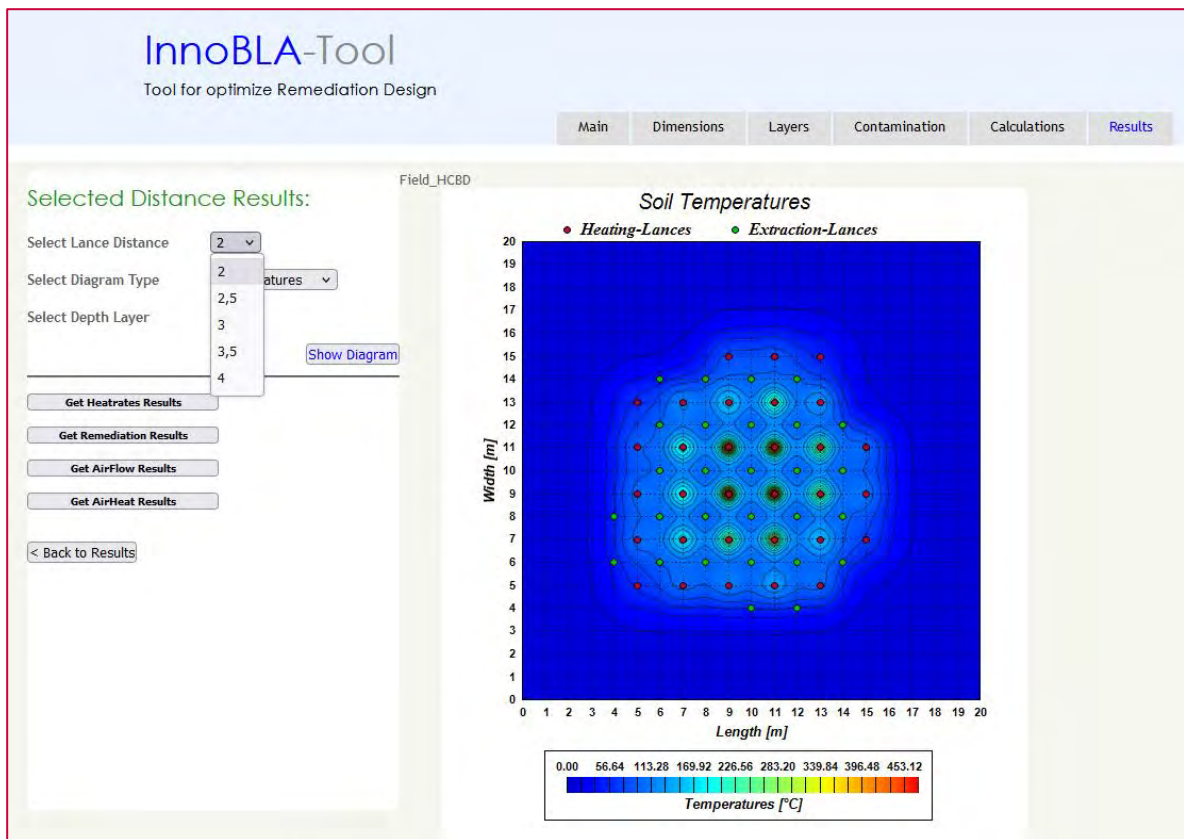 InnoBLA-Tool
Tool for optimize Remediation Design
Main Dimensions Layers Contamination Calculations Results
Field_HCBD
Selected Distance Results:
Select Lance Distance 2
2
2,5
3
3,5
4
Select Diagram Type atures
Select Depth Layer
Show Diagram
Get Heatrates Results
Get Remediation Results
Get AirFlow Results
Get AirHeat Results
< Back to Results
Soil Temperatures
Heating-Lances Extraction-Lances
20
19
18
17
16
15
14
13
12
11
10
9
8
7
6
5
4
3
2
1
0
Width [m]
0 1 2 3 4 5 6 7 8 9 10 11 12 13 14 15 16 17 18 19 20
Length [m]
0.00 56.64 113.28 169.92 226.56 283.20 339.84 396.48 453.12
Temperatures [°C]